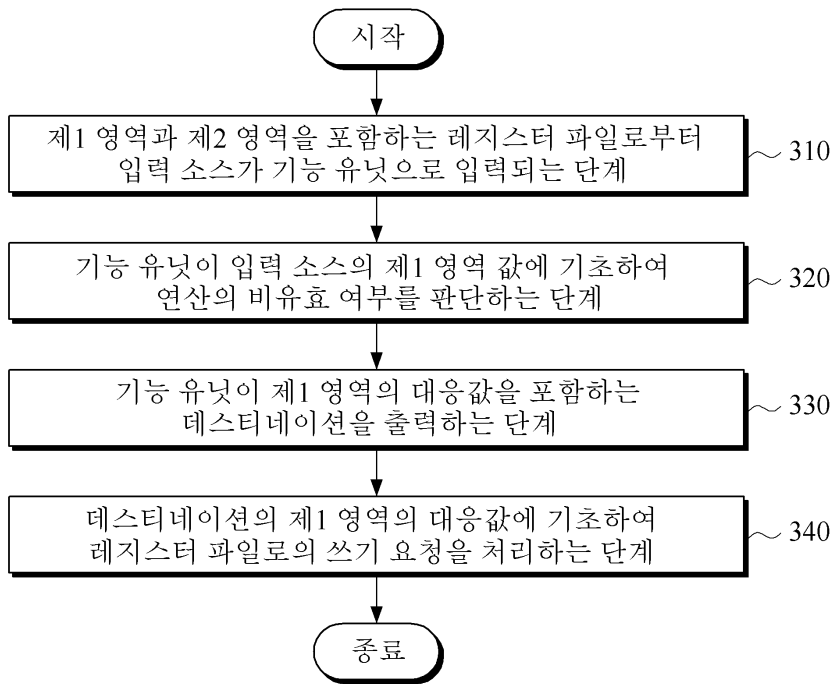 시작
제1 영역과 제2 영역을 포함하는 레지스터 파일로부터
입력 소스가 기능 유닛으로 입력되는 단계
310
기능 유닛이 입력 소스의 제1 영역 값에 기초하여
연산의 비유효 여부를 판단하는 단계
320
기능 유닛이 제1 영역의 대응값을 포함하는
데스티네이션을 출력하는 단계
330
데스티네이션의 제1 영역의 대응값에 기초하여
레지스터 파일로의 쓰기 요청을 처리하는 단계
340
종료